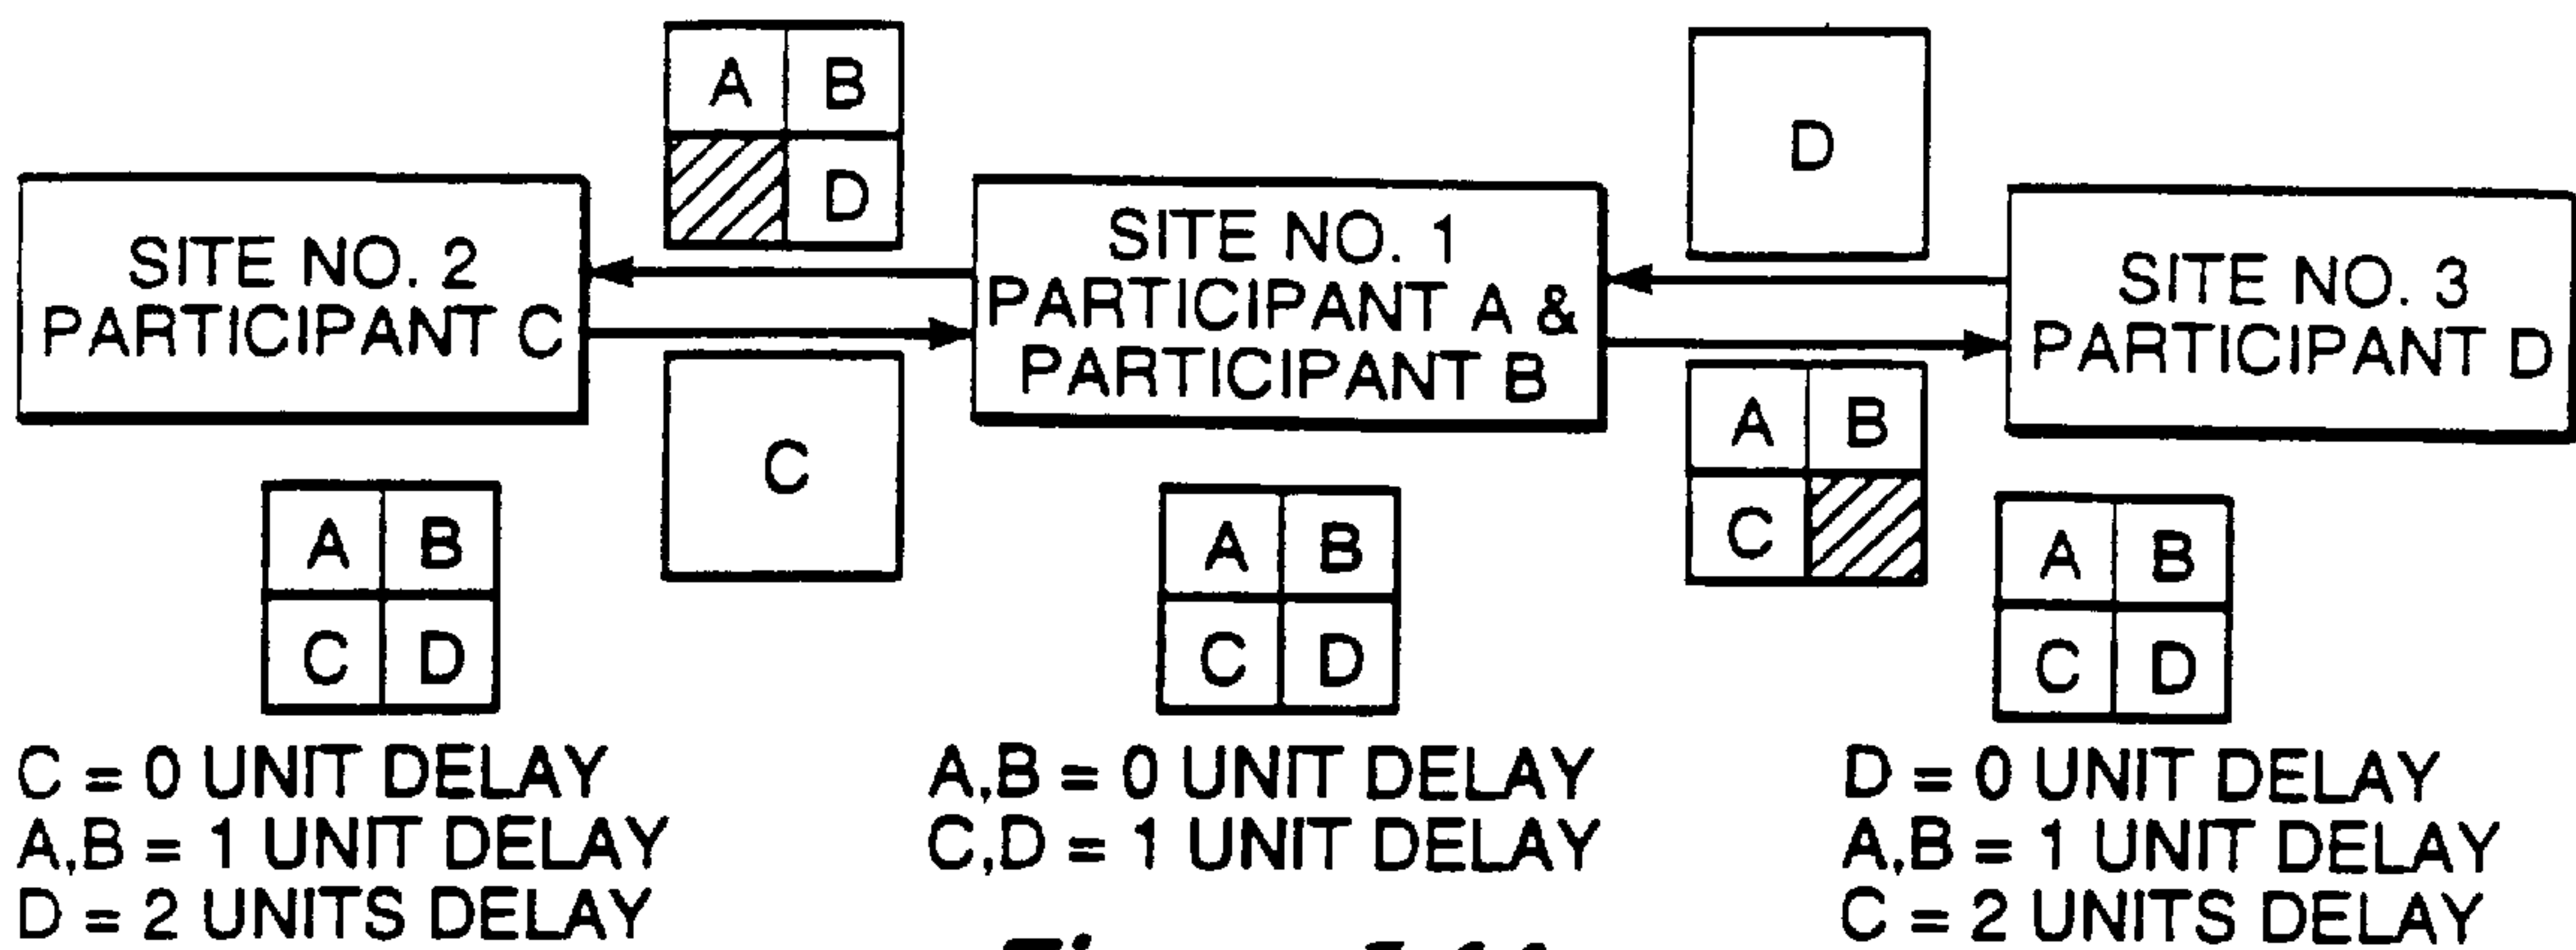 A B
D
D
SITE NO. 2
PARTICIPANT C
SITE NO. 1
PARTICIPANT A &
PARTICIPANT B
SITE NO. 3
PARTICIPANT D
C
A B
C
A B
C D
A B
C D
A B
C D
C = 0 UNIT DELAY
A,B = 1 UNIT DELAY
D = 2 UNITS DELAY
A,B = 0 UNIT DELAY
C,D = 1 UNIT DELAY
D = 0 UNIT DELAY
A,B = 1 UNIT DELAY
C = 2 UNITS DELAY